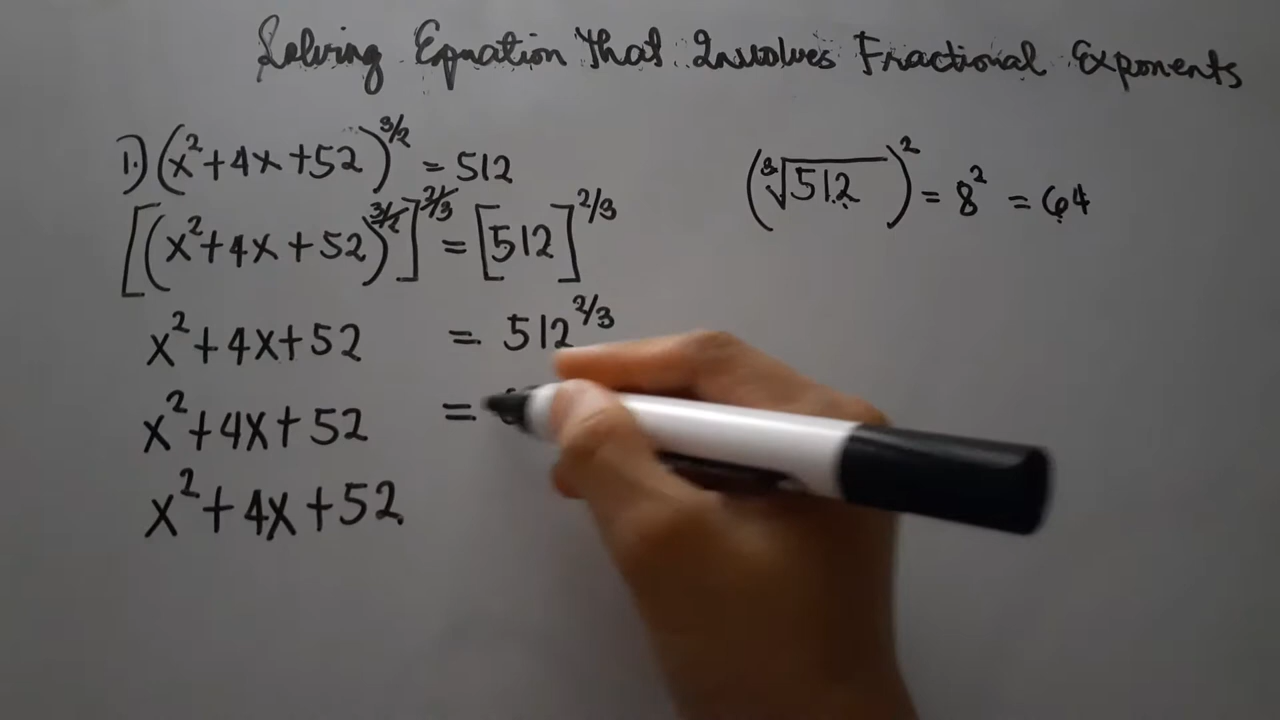 Solving Equation That Involves Fractional Exponents
1.) (x²+4x+52)^3/2 = 512
[(x²+4x+52)^3/2]^2/3 = [512]^2/3
x²+4x+52 = 512^2/3
x²+4x+52 =
x²+4x+52
(∛512)² = 8² = 64